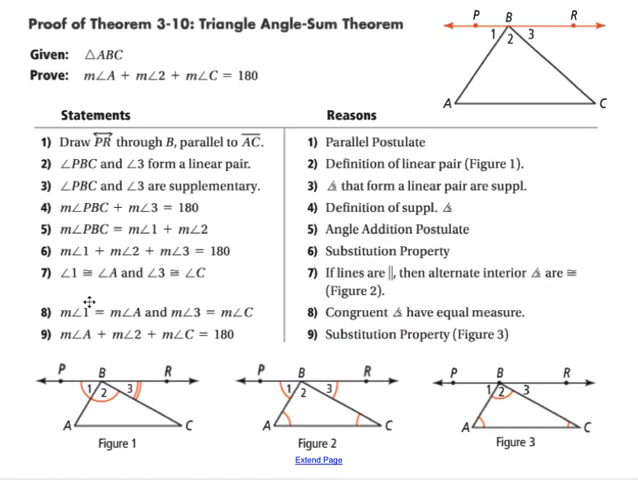 Proof of Theorem 3-10: Triangle Angle-Sum Theorem
Given: △ABC
Prove: m∠A + m∠2 + m∠C = 180
P B R
1 2 3
A C
Statements Reasons
1) Draw PR through B, parallel to AC. 1) Parallel Postulate
2) ∠PBC and ∠3 form a linear pair. 2) Definition of linear pair (Figure 1).
3) ∠PBC and ∠3 are supplementary. 3) ∠s that form a linear pair are suppl.
4) m∠PBC + m∠3 = 180 4) Definition of suppl. ∠s
5) m∠PBC = m∠1 + m∠2 5) Angle Addition Postulate
6) m∠1 + m∠2 + m∠3 = 180 6) Substitution Property
7) ∠1 ≅ ∠A and ∠3 ≅ ∠C 7) If lines are ∥, then alternate interior ∠s are ≅
(Figure 2).
8) m∠1 = m∠A and m∠3 = m∠C 8) Congruent ∠s have equal measure.
9) m∠A + m∠2 + m∠C = 180 9) Substitution Property (Figure 3)
P B R P B R P B R
1 2 3 1 2 3 1 2 3
A C A C A C
Figure 1 Figure 2 Figure 3
Extend Page